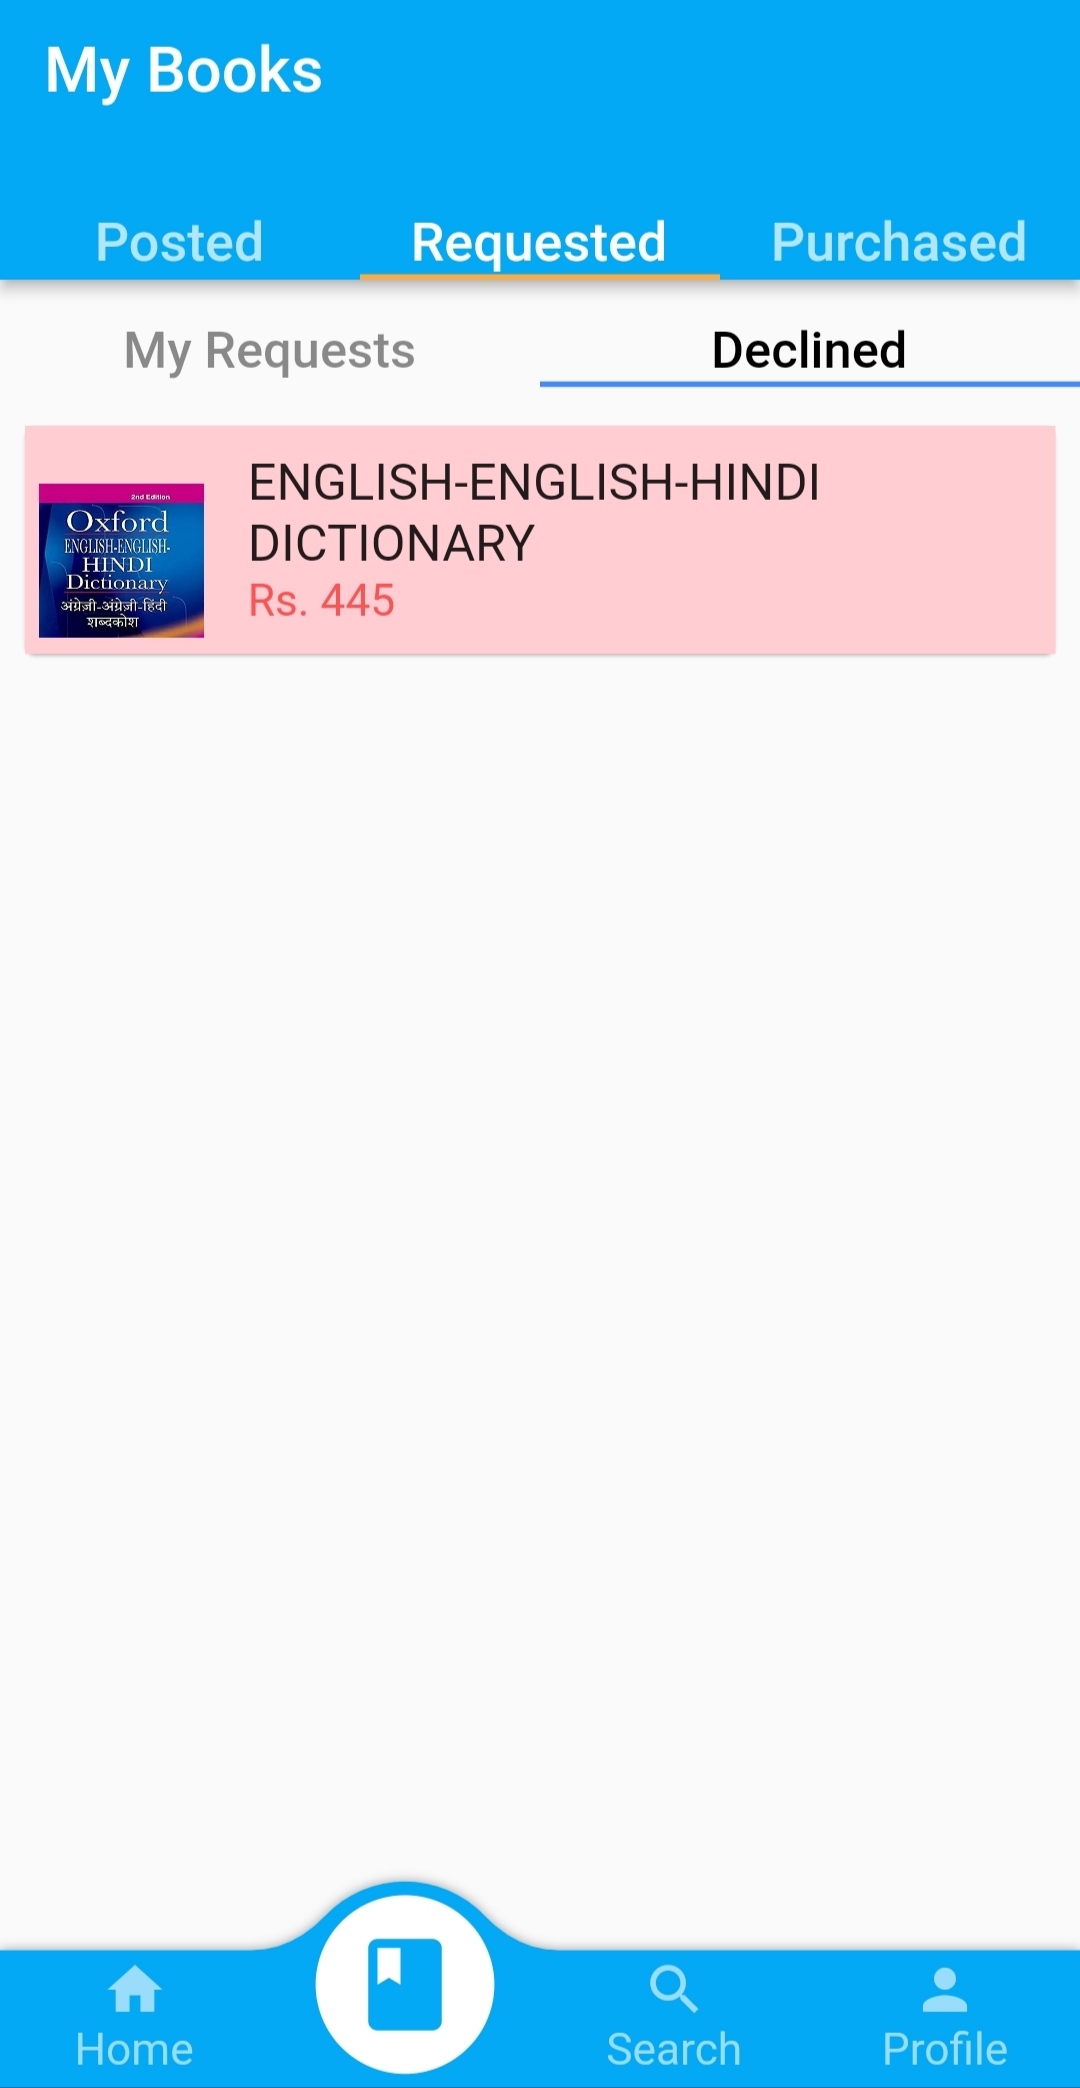 My Books
Posted Requested Purchased
My Requests Declined
2nd Edition
Oxford
ENGLISH-ENGLISH-
HINDI
Dictionary
अंग्रेज़ी-अंग्रेज़ी-हिंदी
शब्दकोश
ENGLISH-ENGLISH-HINDI
DICTIONARY
Rs. 445
Home Search Profile